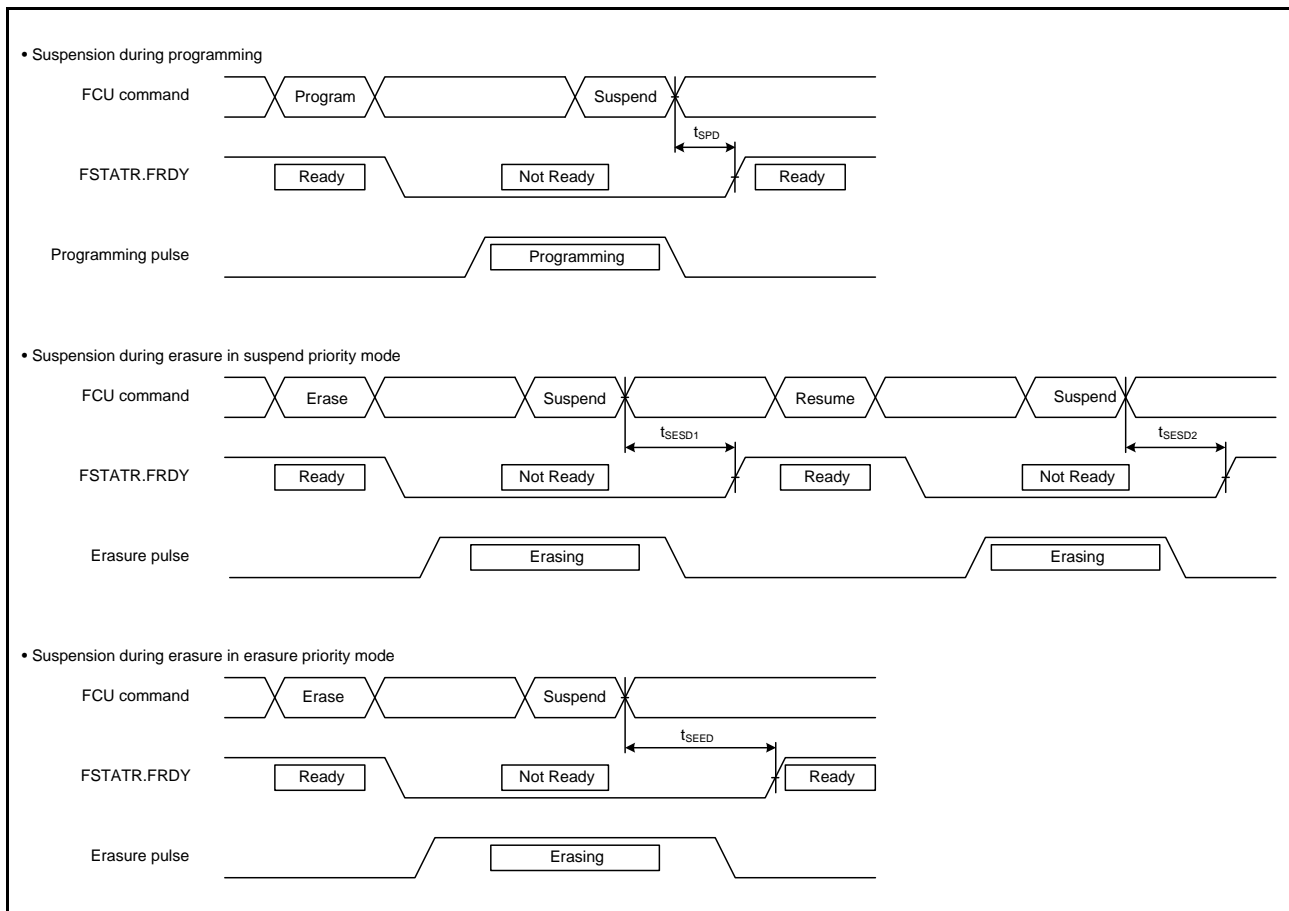 • Suspension during programming
FCU command Program Suspend
tSPD
FSTATR.FRDY Ready Not Ready Ready
Programming pulse Programming
• Suspension during erasure in suspend priority mode
FCU command Erase Suspend Resume Suspend
tSESD1 tSESD2
FSTATR.FRDY Ready Not Ready Ready Not Ready
Erasure pulse Erasing Erasing
• Suspension during erasure in erasure priority mode
FCU command Erase Suspend
tSEED
FSTATR.FRDY Ready Not Ready Ready
Erasure pulse Erasing